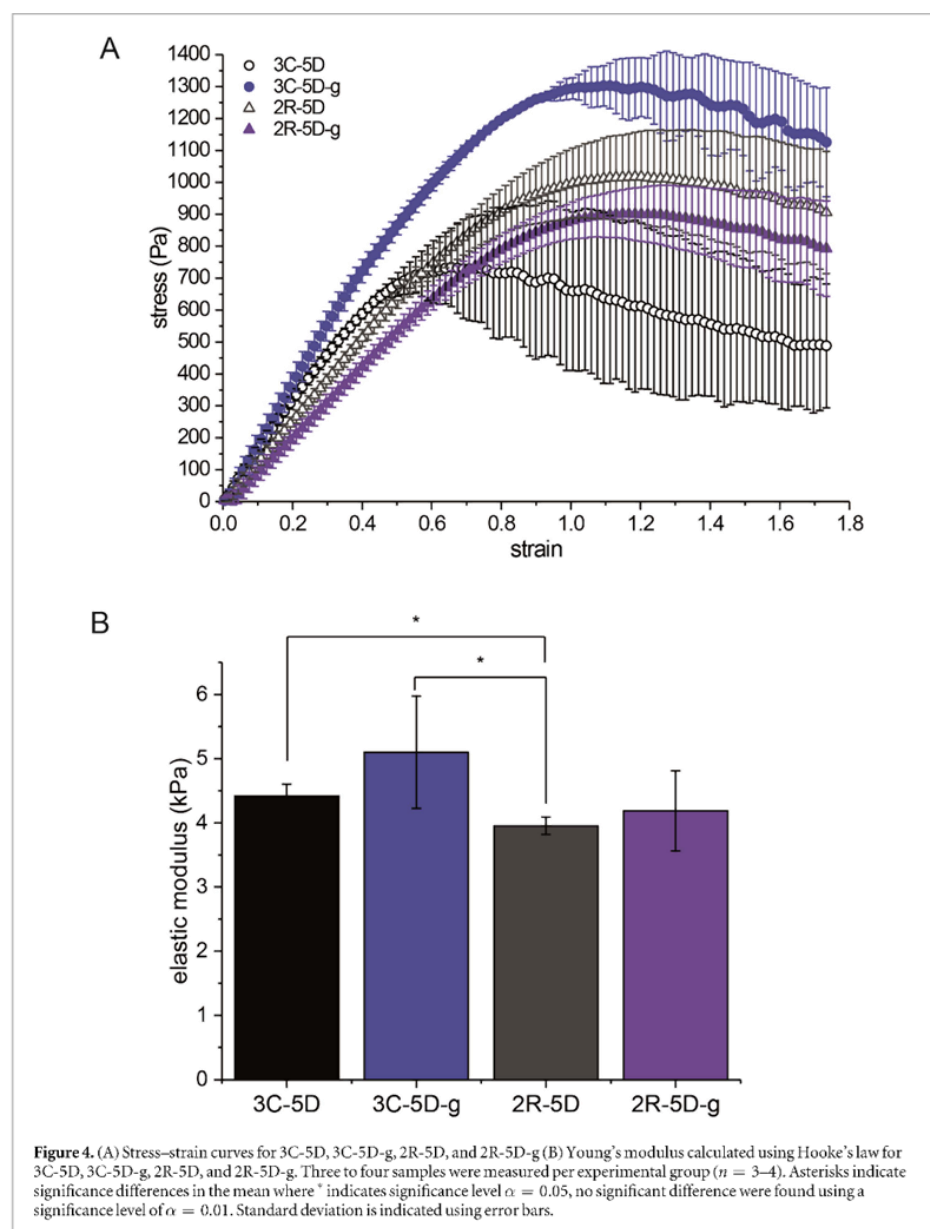 A
1400
1300
1200
1100
1000
900
800
700
600
500
400
300
200
100
0
stress (Pa)
3C-5D
3C-5D-g
2R-5D
2R-5D-g
0.0 0.2 0.4 0.6 0.8 1.0 1.2 1.4 1.6 1.8
strain
B
*
*
6
5
4
3
2
1
0
elastic modulus (kPa)
3C-5D 3C-5D-g 2R-5D 2R-5D-g
Figure 4. (A) Stress–strain curves for 3C-5D, 3C-5D-g, 2R-5D, and 2R-5D-g (B) Young's modulus calculated using Hooke's law for
3C-5D, 3C-5D-g, 2R-5D, and 2R-5D-g. Three to four samples were measured per experimental group (n = 3–4). Asterisks indicate
significance differences in the mean where * indicates significance level α = 0.05, no significant difference were found using a
significance level of α = 0.01. Standard deviation is indicated using error bars.